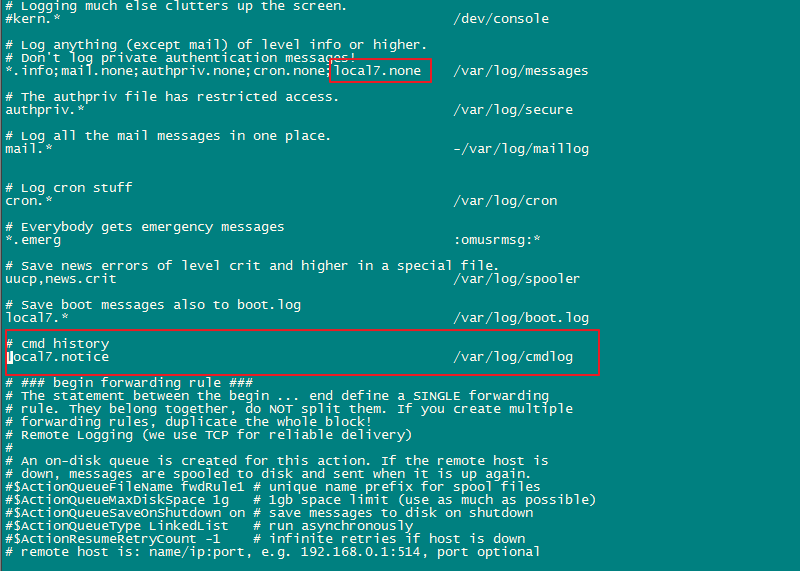 # Logging much else clutters up the screen.
#kern.* /dev/console
# Log anything (except mail) of level info or higher.
# Don't log private authentication messages!
*.info;mail.none;authpriv.none;cron.none;local7.none /var/log/messages
# The authpriv file has restricted access.
authpriv.* /var/log/secure
# Log all the mail messages in one place.
mail.* -/var/log/maillog
# Log cron stuff
cron.* /var/log/cron
# Everybody gets emergency messages
*.emerg :omusrmsg:*
# Save news errors of level crit and higher in a special file.
uucp,news.crit /var/log/spooler
# Save boot messages also to boot.log
local7.* /var/log/boot.log
# cmd history
local7.notice /var/log/cmdlog
# ### begin forwarding rule ###
# The statement between the begin ... end define a SINGLE forwarding
# rule. They belong together, do NOT split them. If you create multiple
# forwarding rules, duplicate the whole block!
# Remote Logging (we use TCP for reliable delivery)
#
# An on-disk queue is created for this action. If the remote host is
# down, messages are spooled to disk and sent when it is up again.
#$ActionQueueFileName fwdRule1 # unique name prefix for spool files
#$ActionQueueMaxDiskSpace 1g # 1gb space limit (use as much as possible)
#$ActionQueueSaveOnShutdown on # save messages to disk on shutdown
#$ActionQueueType LinkedList # run asynchronously
#$ActionResumeRetryCount -1 # infinite retries if host is down
# remote host is: name/ip:port, e.g. 192.168.0.1:514, port optional